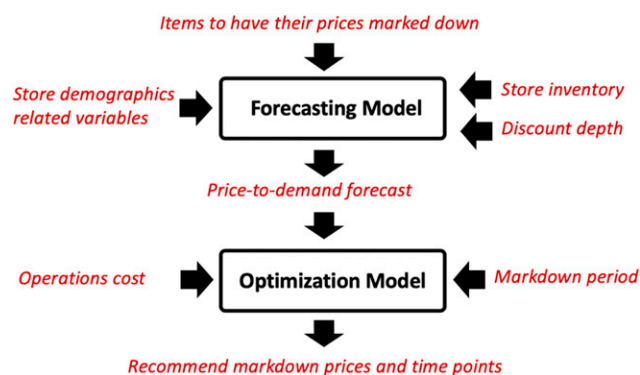 Items to have their prices marked down
Store demographics
related variables
Forecasting Model
Store inventory
Discount depth
Price-to-demand forecast
Operations cost
Optimization Model
Markdown period
Recommend markdown prices and time points